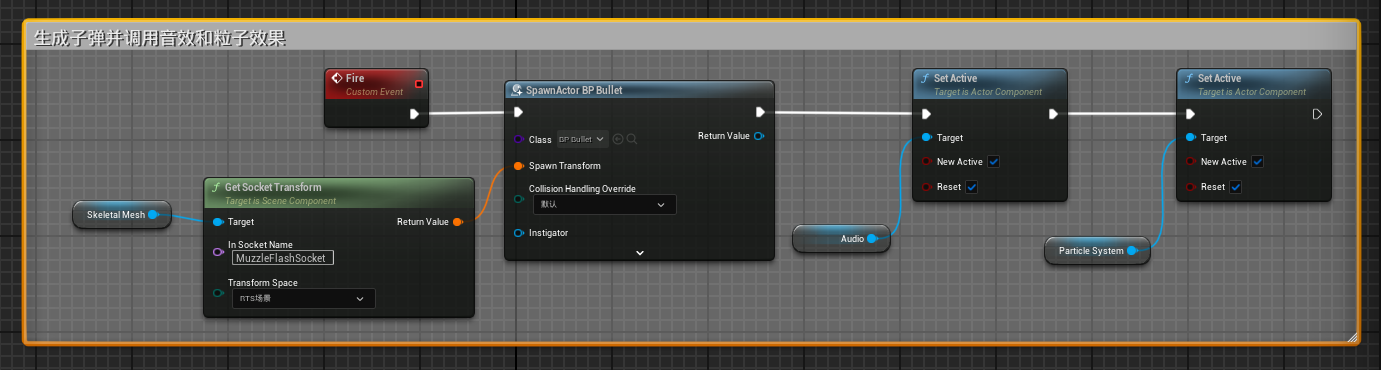 生成子弹并调用音效和粒子效果
Fire
Custom Event
SpawnActor BP Bullet
Class
BP Bullet
Return Value
Spawn Transform
Collision Handling Override
默认
Instigator
Get Socket Transform
Target is Scene Component
Skeletal Mesh
Target
Return Value
In Socket Name
MuzzleFlashSocket
Transform Space
RTS场景
Set Active
Target is Actor Component
Target
New Active
Reset
Audio
Set Active
Target is Actor Component
Target
New Active
Reset
Particle System